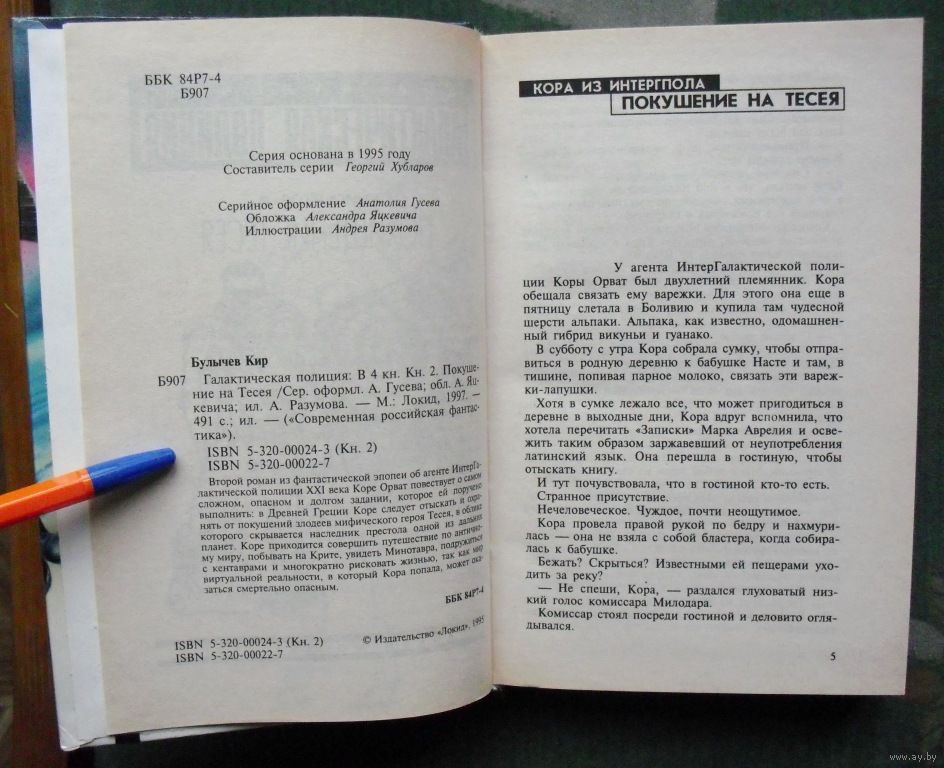 ББК 84Р7-4
Б907
Серия основана в 1995 году
Составитель серии Георгий Хубларов
Серийное оформление Анатолия Гусева
Обложка Александра Яцкевича
Иллюстрации Андрея Разумова
Булычев Кир
Б907 Галактическая полиция: В 4 кн. Кн. 2. Покуше-
ние на Тесея /Сер. оформл. А. Гусева; обл. А. Яц-
кевича; ил. А. Разумова. — М.: Локид, 1997. —
491 с.; ил. — («Современная российская фантас-
тика»).
ISBN 5-320-00024-3 (Кн. 2)
ISBN 5-320-00022-7
Второй роман из фантастической эпопеи об агенте ИнтерГа-
лактической полиции XXI века Коре Орват повествует о самом
сложном, опасном и долгом задании, которое ей поручено
выполнить: в Древней Греции Коре следует отыскать и сохра-
нять от покушений злодеев мифического героя Тесея, в облике
которого скрывается наследник престола одной из дальних
планет. Коре приходится совершить путешествие по антично-
му миру, побывать на Крите, увидеть Минотавра, подружиться
с кентаврами и многократно рисковать жизнью, так как мир
виртуальной реальности, в который Кора попала, может ока-
заться смертельно опасным.
ББК 84Р7-4
ISBN 5-320-00024-3 (Кн. 2)
ISBN 5-320-00022-7
© Издательство «Локид», 1995
КОРА ИЗ ИНТЕРГПОЛА
ПОКУШЕНИЕ НА ТЕСЕЯ
У агента ИнтерГалактической поли-
ции Коры Орват был двухлетний племянник. Кора
обещала связать ему варежки. Для этого она еще в
пятницу слетала в Боливию и купила там чудесной
шерсти альпаки. Альпака, как известно, одомашнен-
ный гибрид викуньи и гуанако.
В субботу с утра Кора собрала сумку, чтобы отпра-
виться в родную деревню к бабушке Насте и там, в
тишине, попивая парное молоко, связать эти вареж-
ки-лапушки.
Хотя в сумке лежало все, что может пригодиться в
деревне в выходные дни, Кора вдруг вспомнила, что
хотела перечитать «Записки» Марка Аврелия и осве-
жить таким образом заржавевший от неупотребления
латинский язык. Она перешла в гостиную, чтобы
отыскать книгу.
И тут почувствовала, что в гостиной кто-то есть.
Странное присутствие.
Нечеловеческое. Чуждое, почти неощутимое.
Кора провела правой рукой по бедру и нахмури-
лась — она не взяла с собой бластера, когда собира-
лась к бабушке.
Бежать? Скрыться? Известными ей пещерами ухо-
дить за реку?
— Не спеши, Кора, — раздался глуховатый низ-
кий голос комиссара Милодара.
Комиссар стоял посреди гостиной и деловито огля-
дывался.
5
www.ay.by